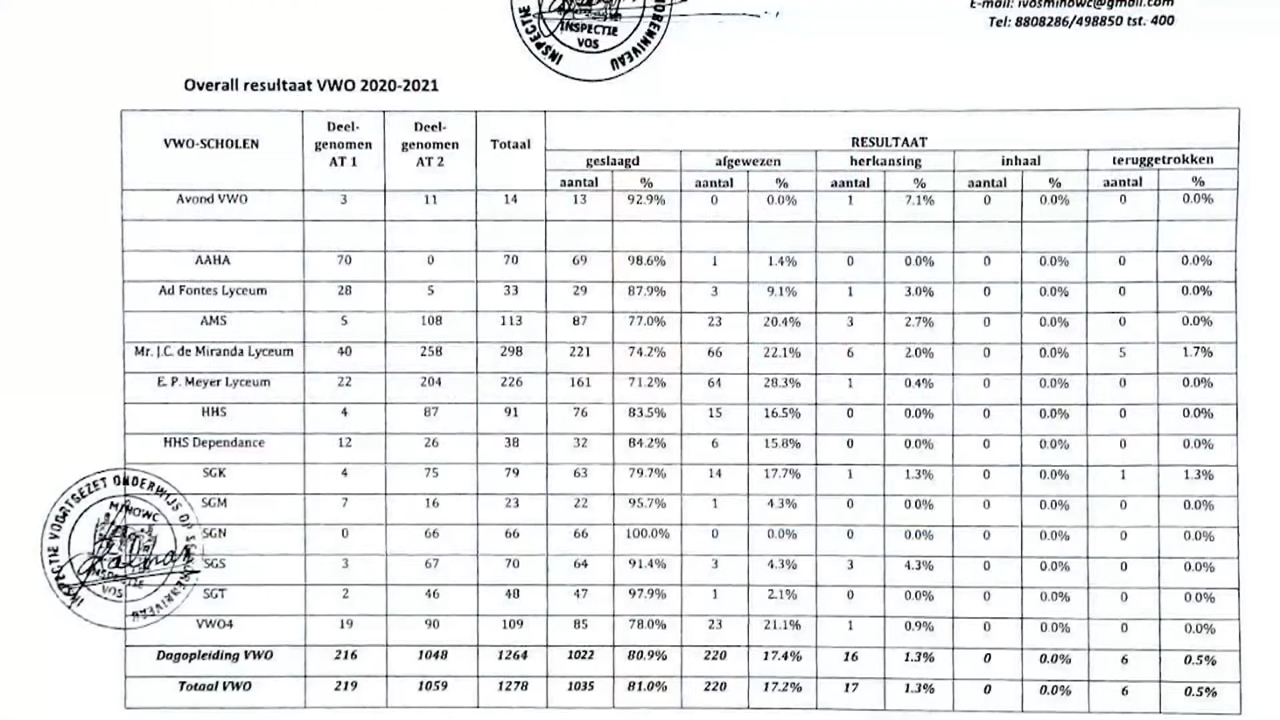 E-mail: ivosminowc@gmail.com
Tel: 8808286/498850 tst. 400
INSPECTIE
VOS
INSPECTIE
NIORENNIVEAU
Overall resultaat VWO 2020-2021
VWO-SCHOLEN Deel-genomen AT 1 Deel-genomen AT 2 Totaal RESULTAAT
geslaagd afgewezen herkansing inhaal teruggetrokken
aantal % aantal % aantal % aantal % aantal %
Avond VWO 3 11 14 13 92.9% 0 0.0% 1 7.1% 0 0.0% 0 0.0%
AAHA 70 0 70 69 98.6% 1 1.4% 0 0.0% 0 0.0% 0 0.0%
Ad Fontes Lyceum 28 5 33 29 87.9% 3 9.1% 1 3.0% 0 0.0% 0 0.0%
AMS 5 108 113 87 77.0% 23 20.4% 3 2.7% 0 0.0% 0 0.0%
Mr. J.C. de Miranda Lyceum 40 258 298 221 74.2% 66 22.1% 6 2.0% 0 0.0% 5 1.7%
E. P. Meyer Lyceum 22 204 226 161 71.2% 64 28.3% 1 0.4% 0 0.0% 0 0.0%
HHS 4 87 91 76 83.5% 15 16.5% 0 0.0% 0 0.0% 0 0.0%
HHS Dependance 12 26 38 32 84.2% 6 15.8% 0 0.0% 0 0.0% 0 0.0%
SGK 4 75 79 63 79.7% 14 17.7% 1 1.3% 0 0.0% 1 1.3%
SGM 7 16 23 22 95.7% 1 4.3% 0 0.0% 0 0.0% 0 0.0%
SGN 0 66 66 66 100.0% 0 0.0% 0 0.0% 0 0.0% 0 0.0%
SGS 3 67 70 64 91.4% 3 4.3% 3 4.3% 0 0.0% 0 0.0%
SGT 2 46 48 47 97.9% 1 2.1% 0 0.0% 0 0.0% 0 0.0%
VWO4 19 90 109 85 78.0% 23 21.1% 1 0.9% 0 0.0% 0 0.0%
Dagopleiding VWO 216 1048 1264 1022 80.9% 220 17.4% 16 1.3% 0 0.0% 6 0.5%
Totaal VWO 219 1059 1278 1035 81.0% 220 17.2% 17 1.3% 0 0.0% 6 0.5%
INSPECTIE VOORTSEZET ONDERWIJS OP
MINOWC
VOS